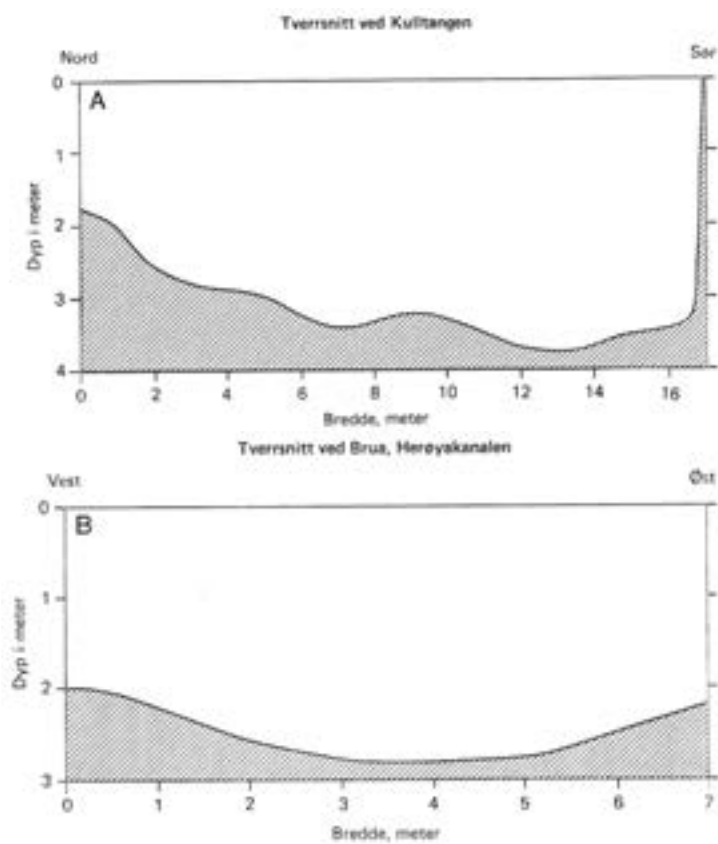 Tverrsnitt ved Kulltangen
Nord Sør
A
0
1
2
3
4
Dyp i meter
0 2 4 6 8 10 12 14 16
Bredde, meter
Tverrsnitt ved Brua, Herøyakanalen
Vest Øst
B
0
1
2
3
Dyp i meter
0 1 2 3 4 5 6 7
Bredde, meter